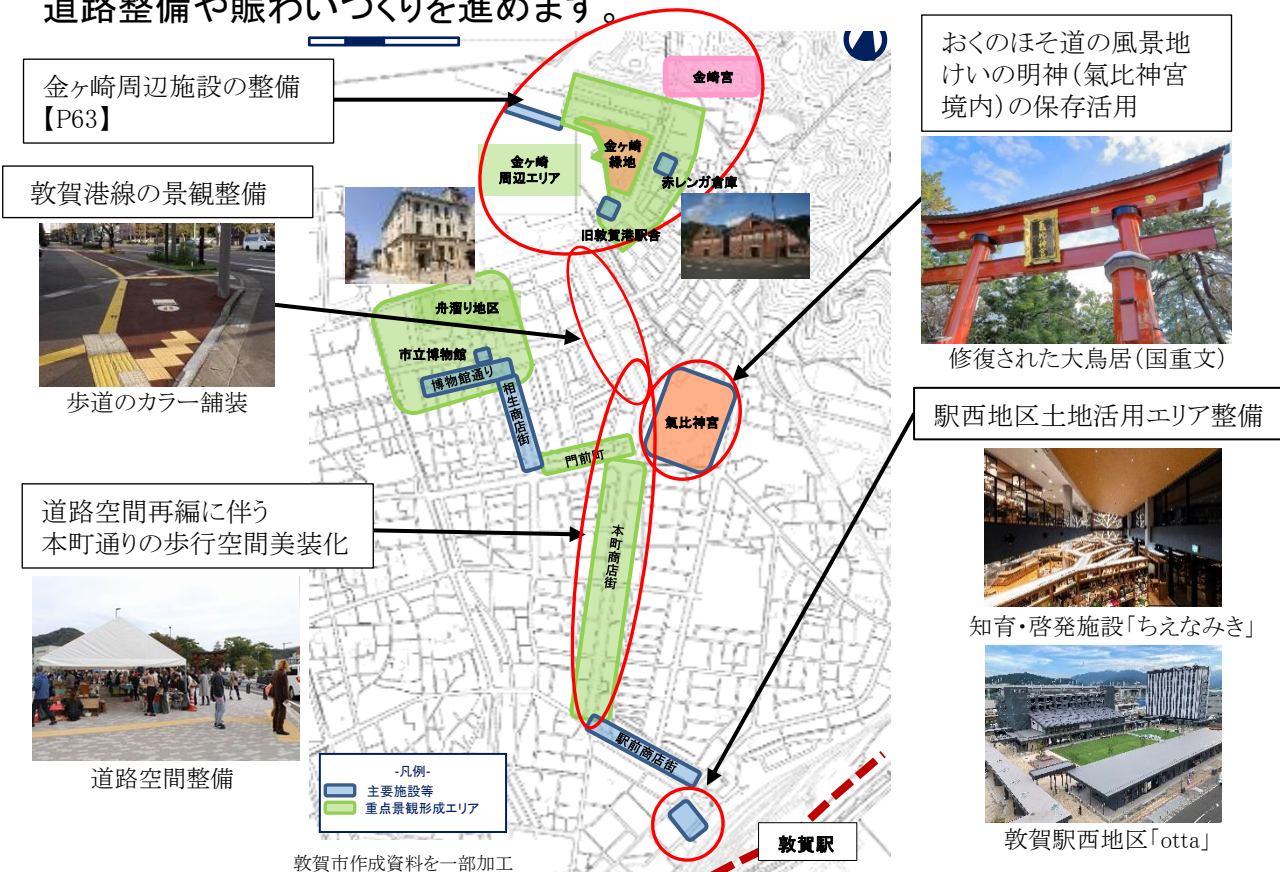 道路整備や賑わいづくりを進めます。
金ヶ崎周辺施設の整備
【P63】
敦賀港線の景観整備
歩道のカラー舗装
道路空間再編に伴う
本町通りの歩行空間美装化
道路空間整備
金崎宮
金ヶ崎
緑地
金ヶ崎
周辺エリア
赤レンガ倉庫
旧敦賀港駅舎
舟溜り地区
市立博物館
博物館通り
相生商店街
門前町
氣比神宮
本町商店街
駅前商店街
敦賀駅
-凡例-
主要施設等
重点景観形成エリア
敦賀市作成資料を一部加工
おくのほそ道の風景地
けいの明神(氣比神宮
境内)の保存活用
氣比神宮
修復された大鳥居(国重文)
駅西地区土地活用エリア整備
知育・啓発施設「ちえなみき」
敦賀駅西地区「otta」